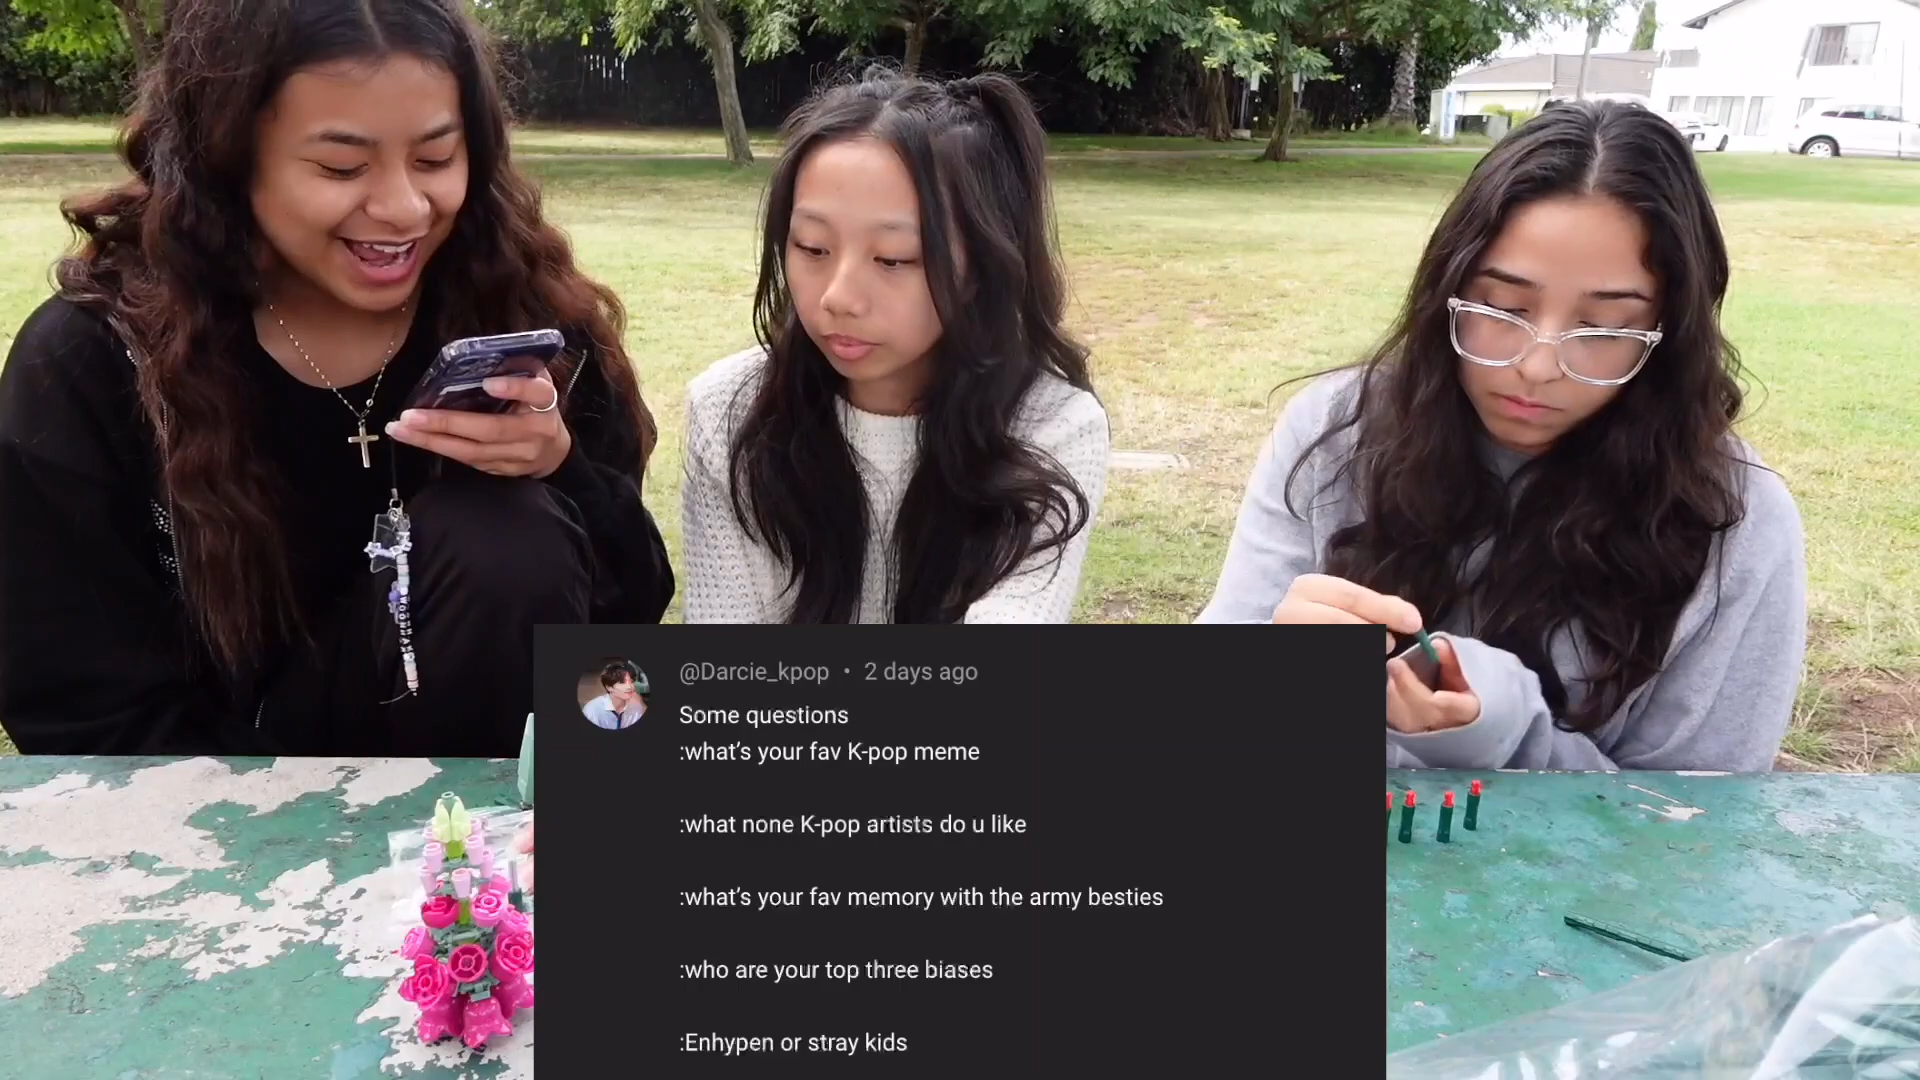 @Darcie_kpop • 2 days ago
Some questions
:what's your fav K-pop meme
:what none K-pop artists do u like
:what's your fav memory with the army besties
:who are your top three biases
:Enhypen or stray kids